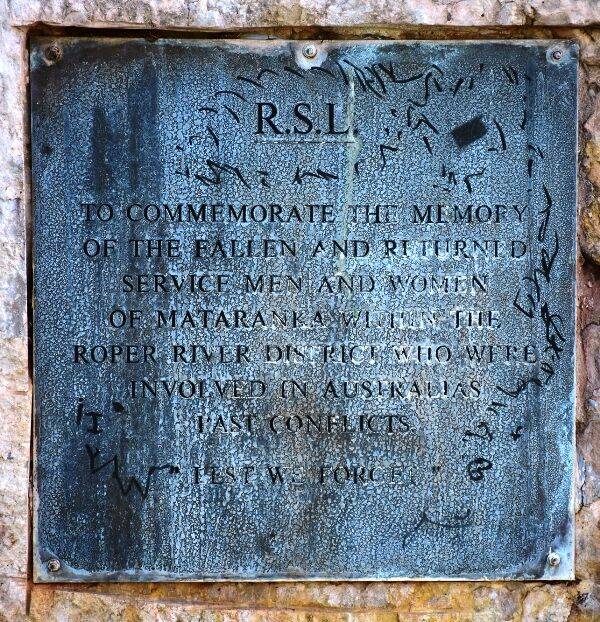 R.S.L.
TO COMMEMORATE THE MEMORY
OF THE FALLEN AND RETURNED
SERVICE MEN AND WOMEN
OF MATARANKA WITHIN THE
ROPER RIVER DISTRICT WHO WERE
INVOLVED IN AUSTRALIAS
PAST CONFLICTS.
" LEST WE FORGET "